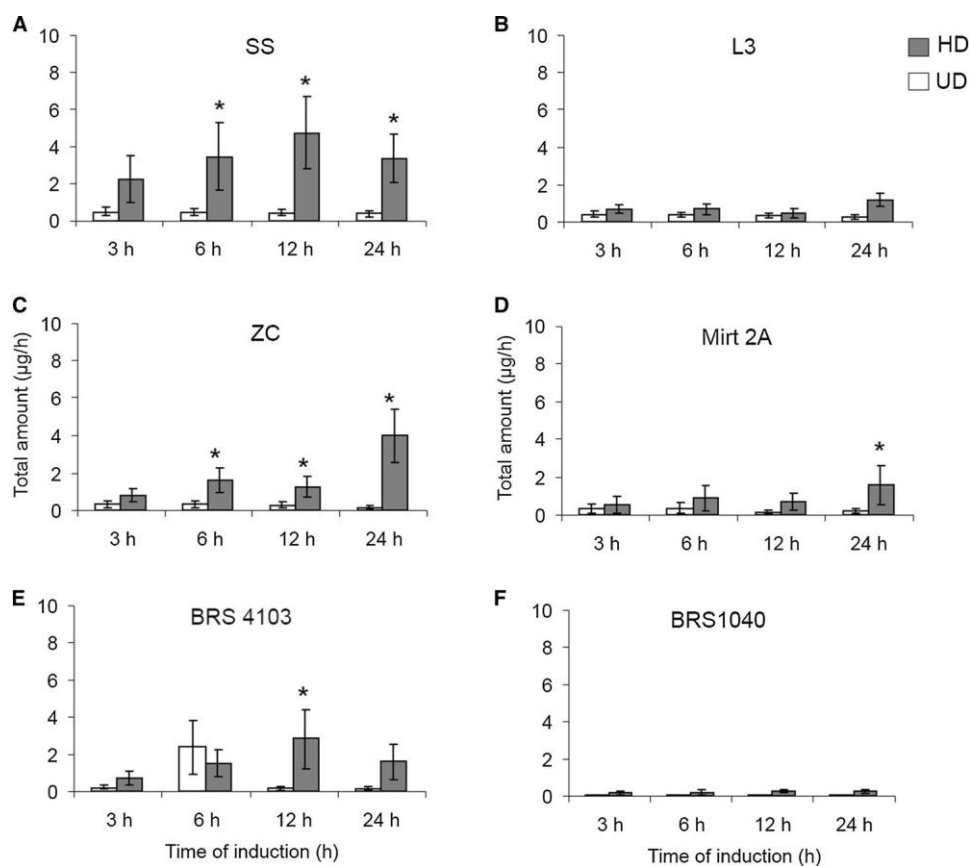 A
SS
10
8
6
4
2
0
* * *
3 h 6 h 12 h 24 h
B
L3
10
8
6
4
2
0
3 h 6 h 12 h 24 h
HD
UD
C
ZC
Total amount (µg/h)
10
8
6
4
2
0
* * *
3 h 6 h 12 h 24 h
D
Mirt 2A
Total amount (µg/h)
10
8
6
4
2
0
*
3 h 6 h 12 h 24 h
E
BRS 4103
10
8
6
4
2
0
*
3 h 6 h 12 h 24 h
Time of induction (h)
F
BRS1040
10
8
6
4
2
0
3 h 6 h 12 h 24 h
Time of induction (h)